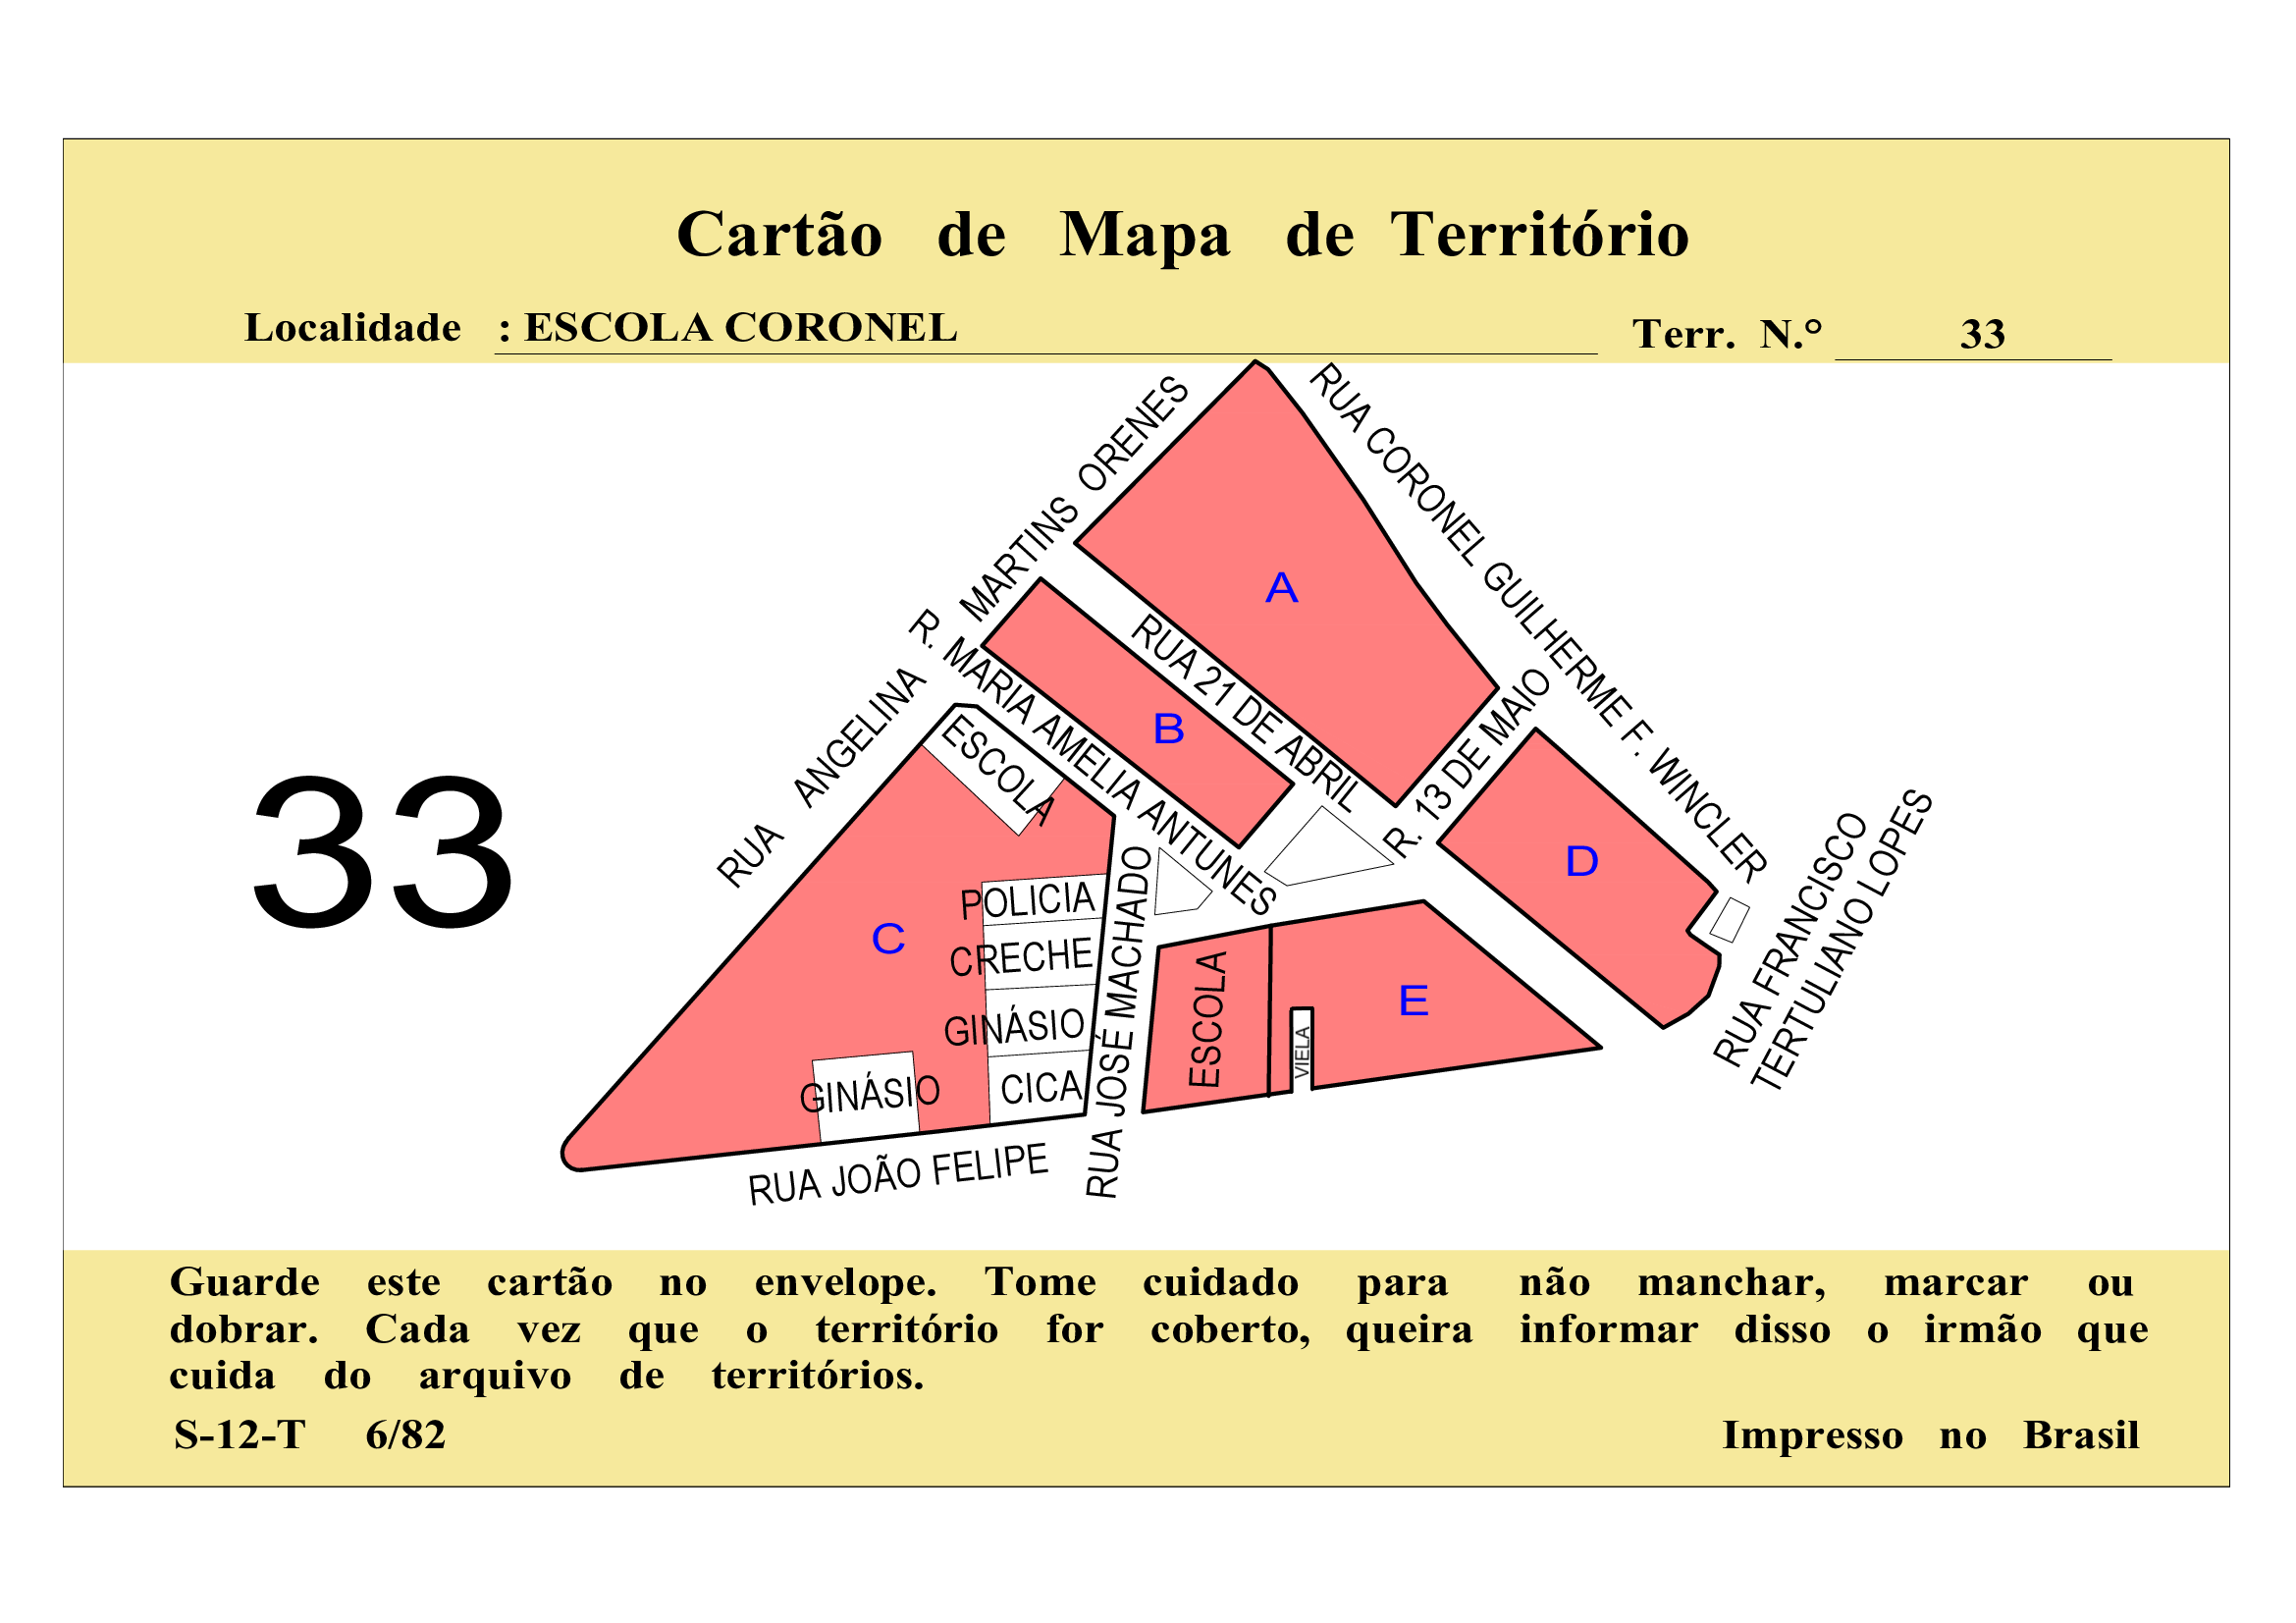 Cartão de Mapa de Território
Localidade : ESCOLA CORONEL
Terr. N.° 33
33
RUA ANGELINA MARTINS ORENES
RUA CORONEL GUILHERME F. WINCLER
A
RUA 21 DE ABRIL
B
R. MARIA AMELIA ANTUNES
R. 13 DE MAIO
D
RUA FRANCISCO
TERTULIANO LOPES
ESCOLA
C
POLICIA
CRECHE
GINÁSIO
CICA
GINÁSIO
RUA JOSÉ MACHADO
ESCOLA
VIELA
E
RUA JOÃO FELIPE
Guarde este cartão no envelope. Tome cuidado para não manchar, marcar ou
dobrar. Cada vez que o território for coberto, queira informar disso o irmão que
cuida do arquivo de territórios.
S-12-T 6/82
Impresso no Brasil